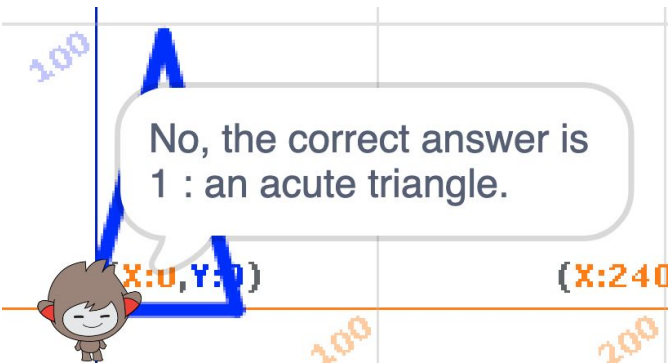 100
No, the correct answer is
1 : an acute triangle.
(X:0,Y:0)
(X:240
100
200